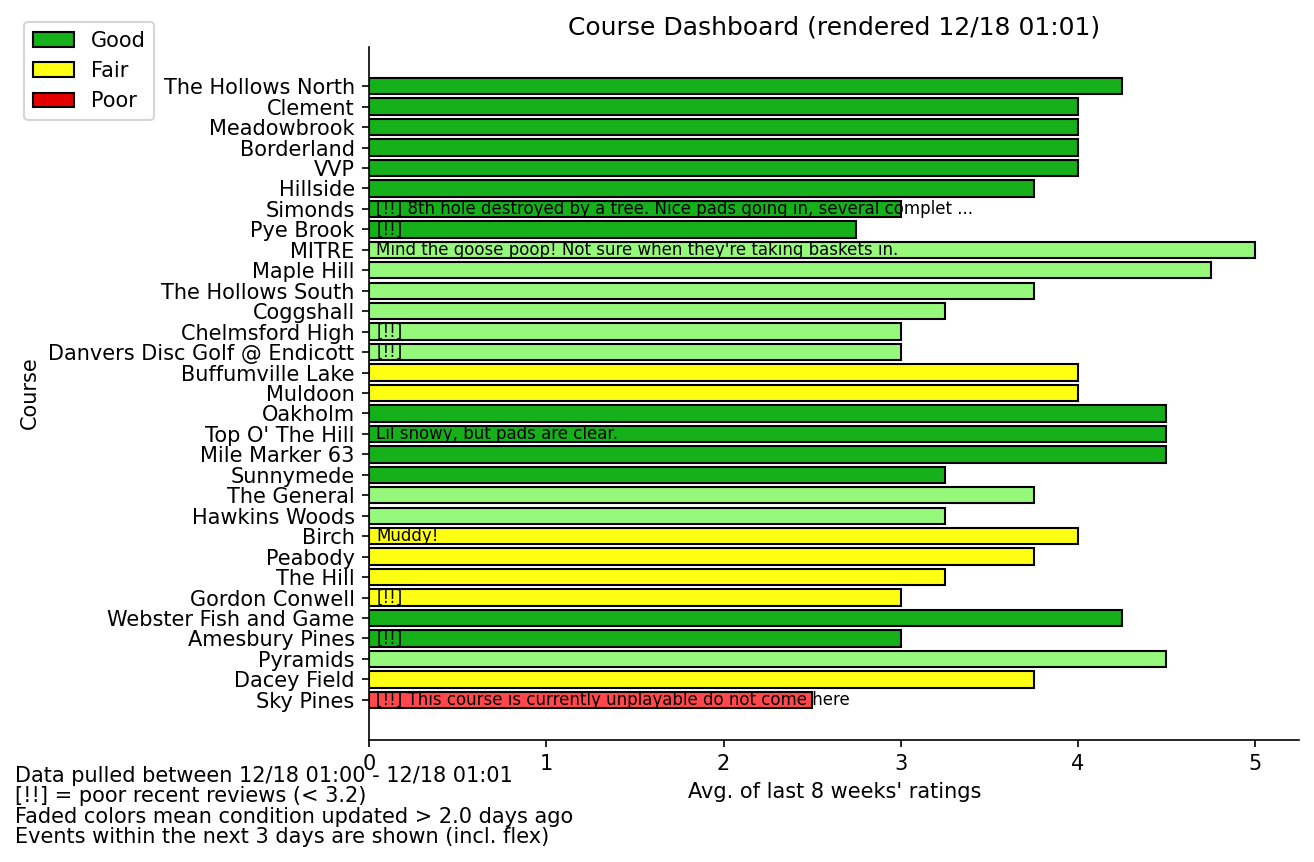 Course Dashboard (rendered 12/18 01:01)
Good
Fair
Poor
Course
The Hollows North
Clement
Meadowbrook
Borderland
VVP
Hillside
Simonds [!!] 8th hole destroyed by a tree. Nice pads going in, several complet ...
Pye Brook [!!]
MITRE Mind the goose poop! Not sure when they're taking baskets in.
Maple Hill
The Hollows South
Coggshall
Chelmsford High [!!]
Danvers Disc Golf @ Endicott [!!]
Buffumville Lake
Muldoon
Oakholm
Top O' The Hill Lil snowy, but pads are clear.
Mile Marker 63
Sunnymede
The General
Hawkins Woods
Birch Muddy!
Peabody
The Hill
Gordon Conwell [!!]
Webster Fish and Game
Amesbury Pines [!!]
Pyramids
Dacey Field
Sky Pines [!!] This course is currently unplayable do not come here
0 1 2 3 4 5
Avg. of last 8 weeks' ratings
Data pulled between 12/18 01:00 - 12/18 01:01
[!!] = poor recent reviews (< 3.2)
Faded colors mean condition updated > 2.0 days ago
Events within the next 3 days are shown (incl. flex)